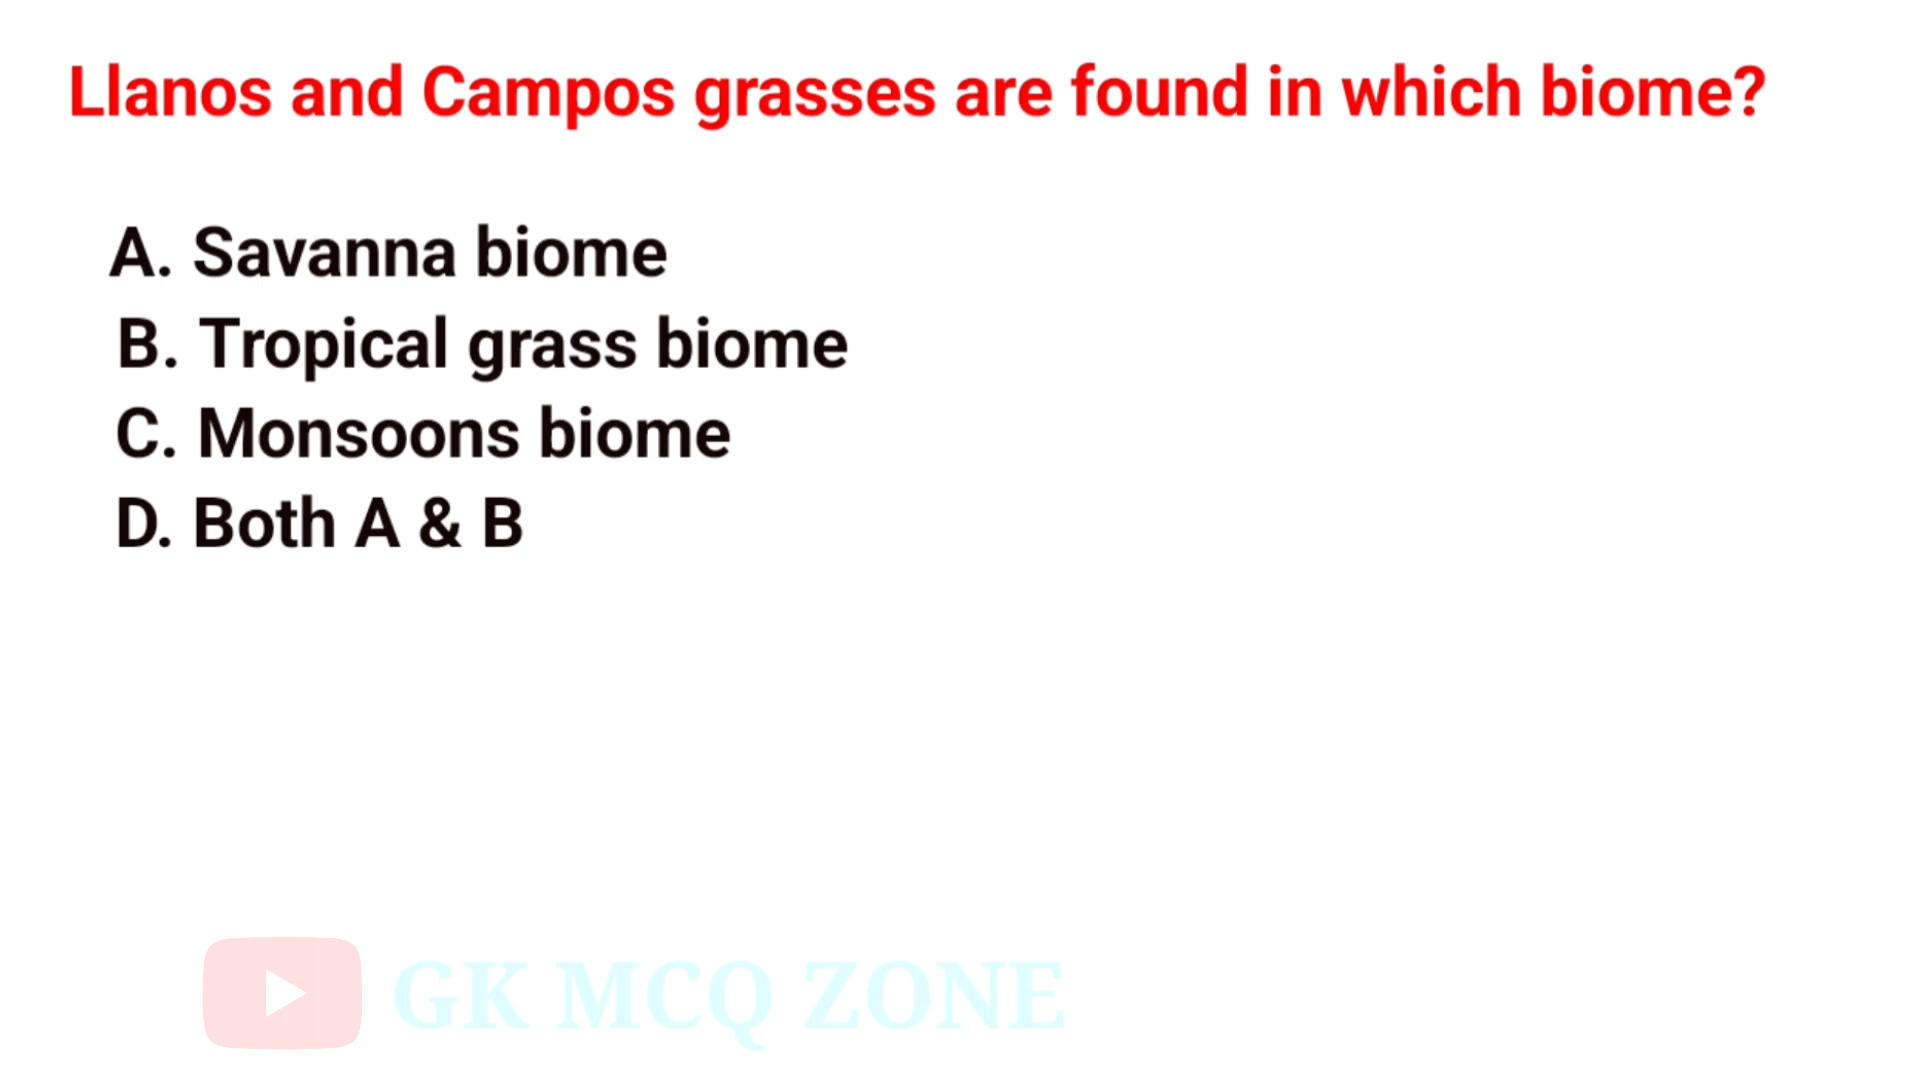 Llanos and Campos grasses are found in which biome?
A. Savanna biome
B. Tropical grass biome
C. Monsoons biome
D. Both A & B
GK MCQ ZONE